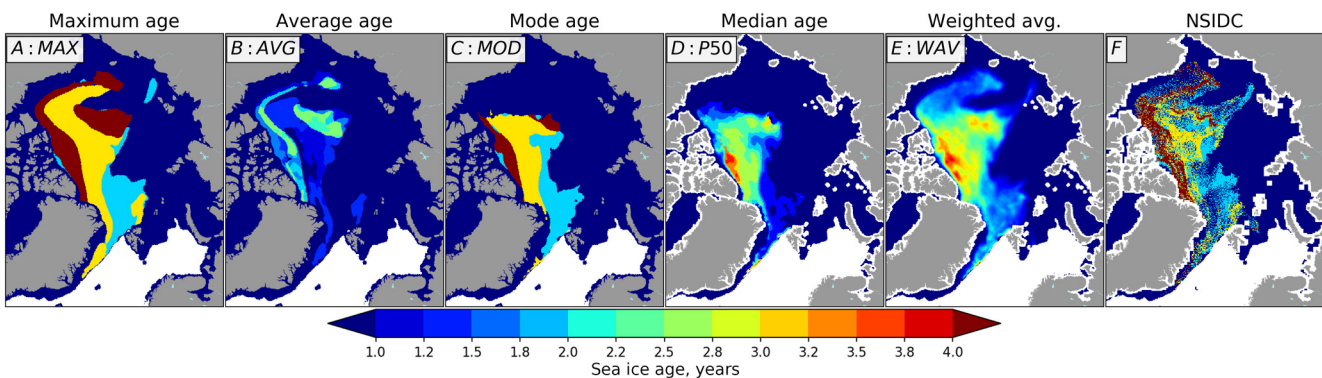 Maximum age Average age Mode age Median age Weighted avg. NSIDC
A : MAX B : AVG C : MOD D : P50 E : WAV F
1.0 1.2 1.5 1.8 2.0 2.2 2.5 2.8 3.0 3.2 3.5 3.8 4.0
Sea ice age, years